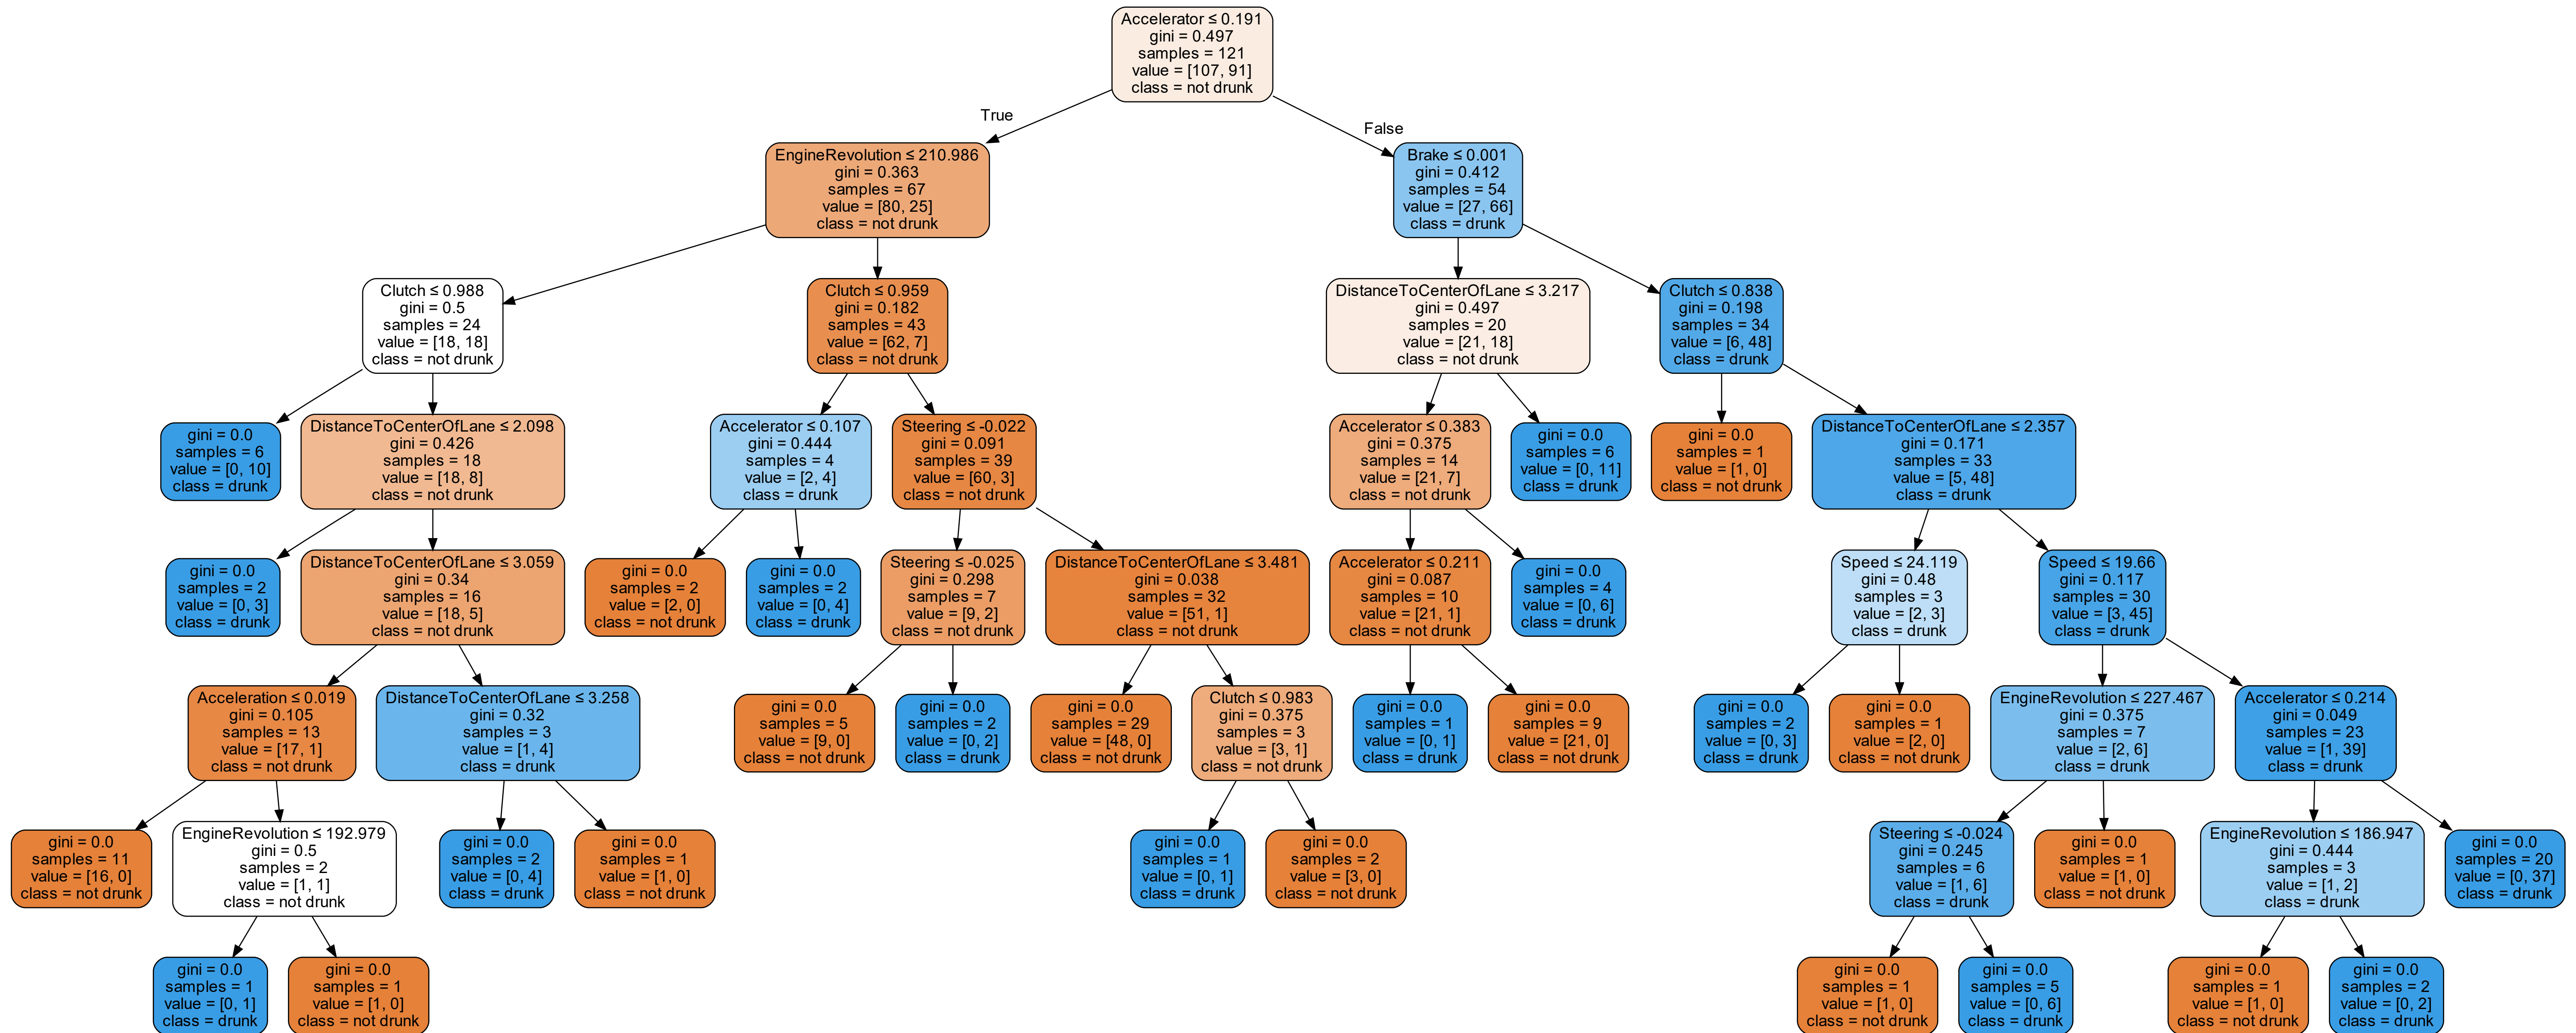 Accelerator ≤ 0.191
gini = 0.497
samples = 121
value = [107, 91]
class = not drunk
True
False
EngineRevolution ≤ 210.986
gini = 0.363
samples = 67
value = [80, 25]
class = not drunk
Brake ≤ 0.001
gini = 0.412
samples = 54
value = [27, 66]
class = drunk
Clutch ≤ 0.988
gini = 0.5
samples = 24
value = [18, 18]
class = not drunk
Clutch ≤ 0.959
gini = 0.182
samples = 43
value = [62, 7]
class = not drunk
DistanceToCenterOfLane ≤ 3.217
gini = 0.497
samples = 20
value = [21, 18]
class = not drunk
Clutch ≤ 0.838
gini = 0.198
samples = 34
value = [6, 48]
class = drunk
gini = 0.0
samples = 6
value = [0, 10]
class = drunk
DistanceToCenterOfLane ≤ 2.098
gini = 0.426
samples = 18
value = [18, 8]
class = not drunk
Accelerator ≤ 0.107
gini = 0.444
samples = 4
value = [2, 4]
class = drunk
Steering ≤ -0.022
gini = 0.091
samples = 39
value = [60, 3]
class = not drunk
Accelerator ≤ 0.383
gini = 0.375
samples = 14
value = [21, 7]
class = not drunk
gini = 0.0
samples = 6
value = [0, 11]
class = drunk
gini = 0.0
samples = 1
value = [1, 0]
class = not drunk
DistanceToCenterOfLane ≤ 2.357
gini = 0.171
samples = 33
value = [5, 48]
class = drunk
gini = 0.0
samples = 2
value = [0, 3]
class = drunk
DistanceToCenterOfLane ≤ 3.059
gini = 0.34
samples = 16
value = [18, 5]
class = not drunk
gini = 0.0
samples = 2
value = [2, 0]
class = not drunk
gini = 0.0
samples = 2
value = [0, 4]
class = drunk
Steering ≤ -0.025
gini = 0.298
samples = 7
value = [9, 2]
class = not drunk
DistanceToCenterOfLane ≤ 3.481
gini = 0.038
samples = 32
value = [51, 1]
class = not drunk
Accelerator ≤ 0.211
gini = 0.087
samples = 10
value = [21, 1]
class = not drunk
gini = 0.0
samples = 4
value = [0, 6]
class = drunk
Speed ≤ 24.119
gini = 0.48
samples = 3
value = [2, 3]
class = drunk
Speed ≤ 19.66
gini = 0.117
samples = 30
value = [3, 45]
class = drunk
Acceleration ≤ 0.019
gini = 0.105
samples = 13
value = [17, 1]
class = not drunk
DistanceToCenterOfLane ≤ 3.258
gini = 0.32
samples = 3
value = [1, 4]
class = drunk
gini = 0.0
samples = 5
value = [9, 0]
class = not drunk
gini = 0.0
samples = 2
value = [0, 2]
class = drunk
gini = 0.0
samples = 29
value = [48, 0]
class = not drunk
Clutch ≤ 0.983
gini = 0.375
samples = 3
value = [3, 1]
class = not drunk
gini = 0.0
samples = 1
value = [0, 1]
class = drunk
gini = 0.0
samples = 9
value = [21, 0]
class = not drunk
gini = 0.0
samples = 2
value = [0, 3]
class = drunk
gini = 0.0
samples = 1
value = [2, 0]
class = not drunk
EngineRevolution ≤ 227.467
gini = 0.375
samples = 7
value = [2, 6]
class = drunk
Accelerator ≤ 0.214
gini = 0.049
samples = 23
value = [1, 39]
class = drunk
gini = 0.0
samples = 11
value = [16, 0]
class = not drunk
EngineRevolution ≤ 192.979
gini = 0.5
samples = 2
value = [1, 1]
class = not drunk
gini = 0.0
samples = 2
value = [0, 4]
class = drunk
gini = 0.0
samples = 1
value = [1, 0]
class = not drunk
gini = 0.0
samples = 1
value = [0, 1]
class = drunk
gini = 0.0
samples = 2
value = [3, 0]
class = not drunk
Steering ≤ -0.024
gini = 0.245
samples = 6
value = [1, 6]
class = drunk
gini = 0.0
samples = 1
value = [1, 0]
class = not drunk
EngineRevolution ≤ 186.947
gini = 0.444
samples = 3
value = [1, 2]
class = drunk
gini = 0.0
samples = 20
value = [0, 37]
class = drunk
gini = 0.0
samples = 1
value = [0, 1]
class = drunk
gini = 0.0
samples = 1
value = [1, 0]
class = not drunk
gini = 0.0
samples = 1
value = [1, 0]
class = not drunk
gini = 0.0
samples = 5
value = [0, 6]
class = drunk
gini = 0.0
samples = 1
value = [1, 0]
class = not drunk
gini = 0.0
samples = 2
value = [0, 2]
class = drunk